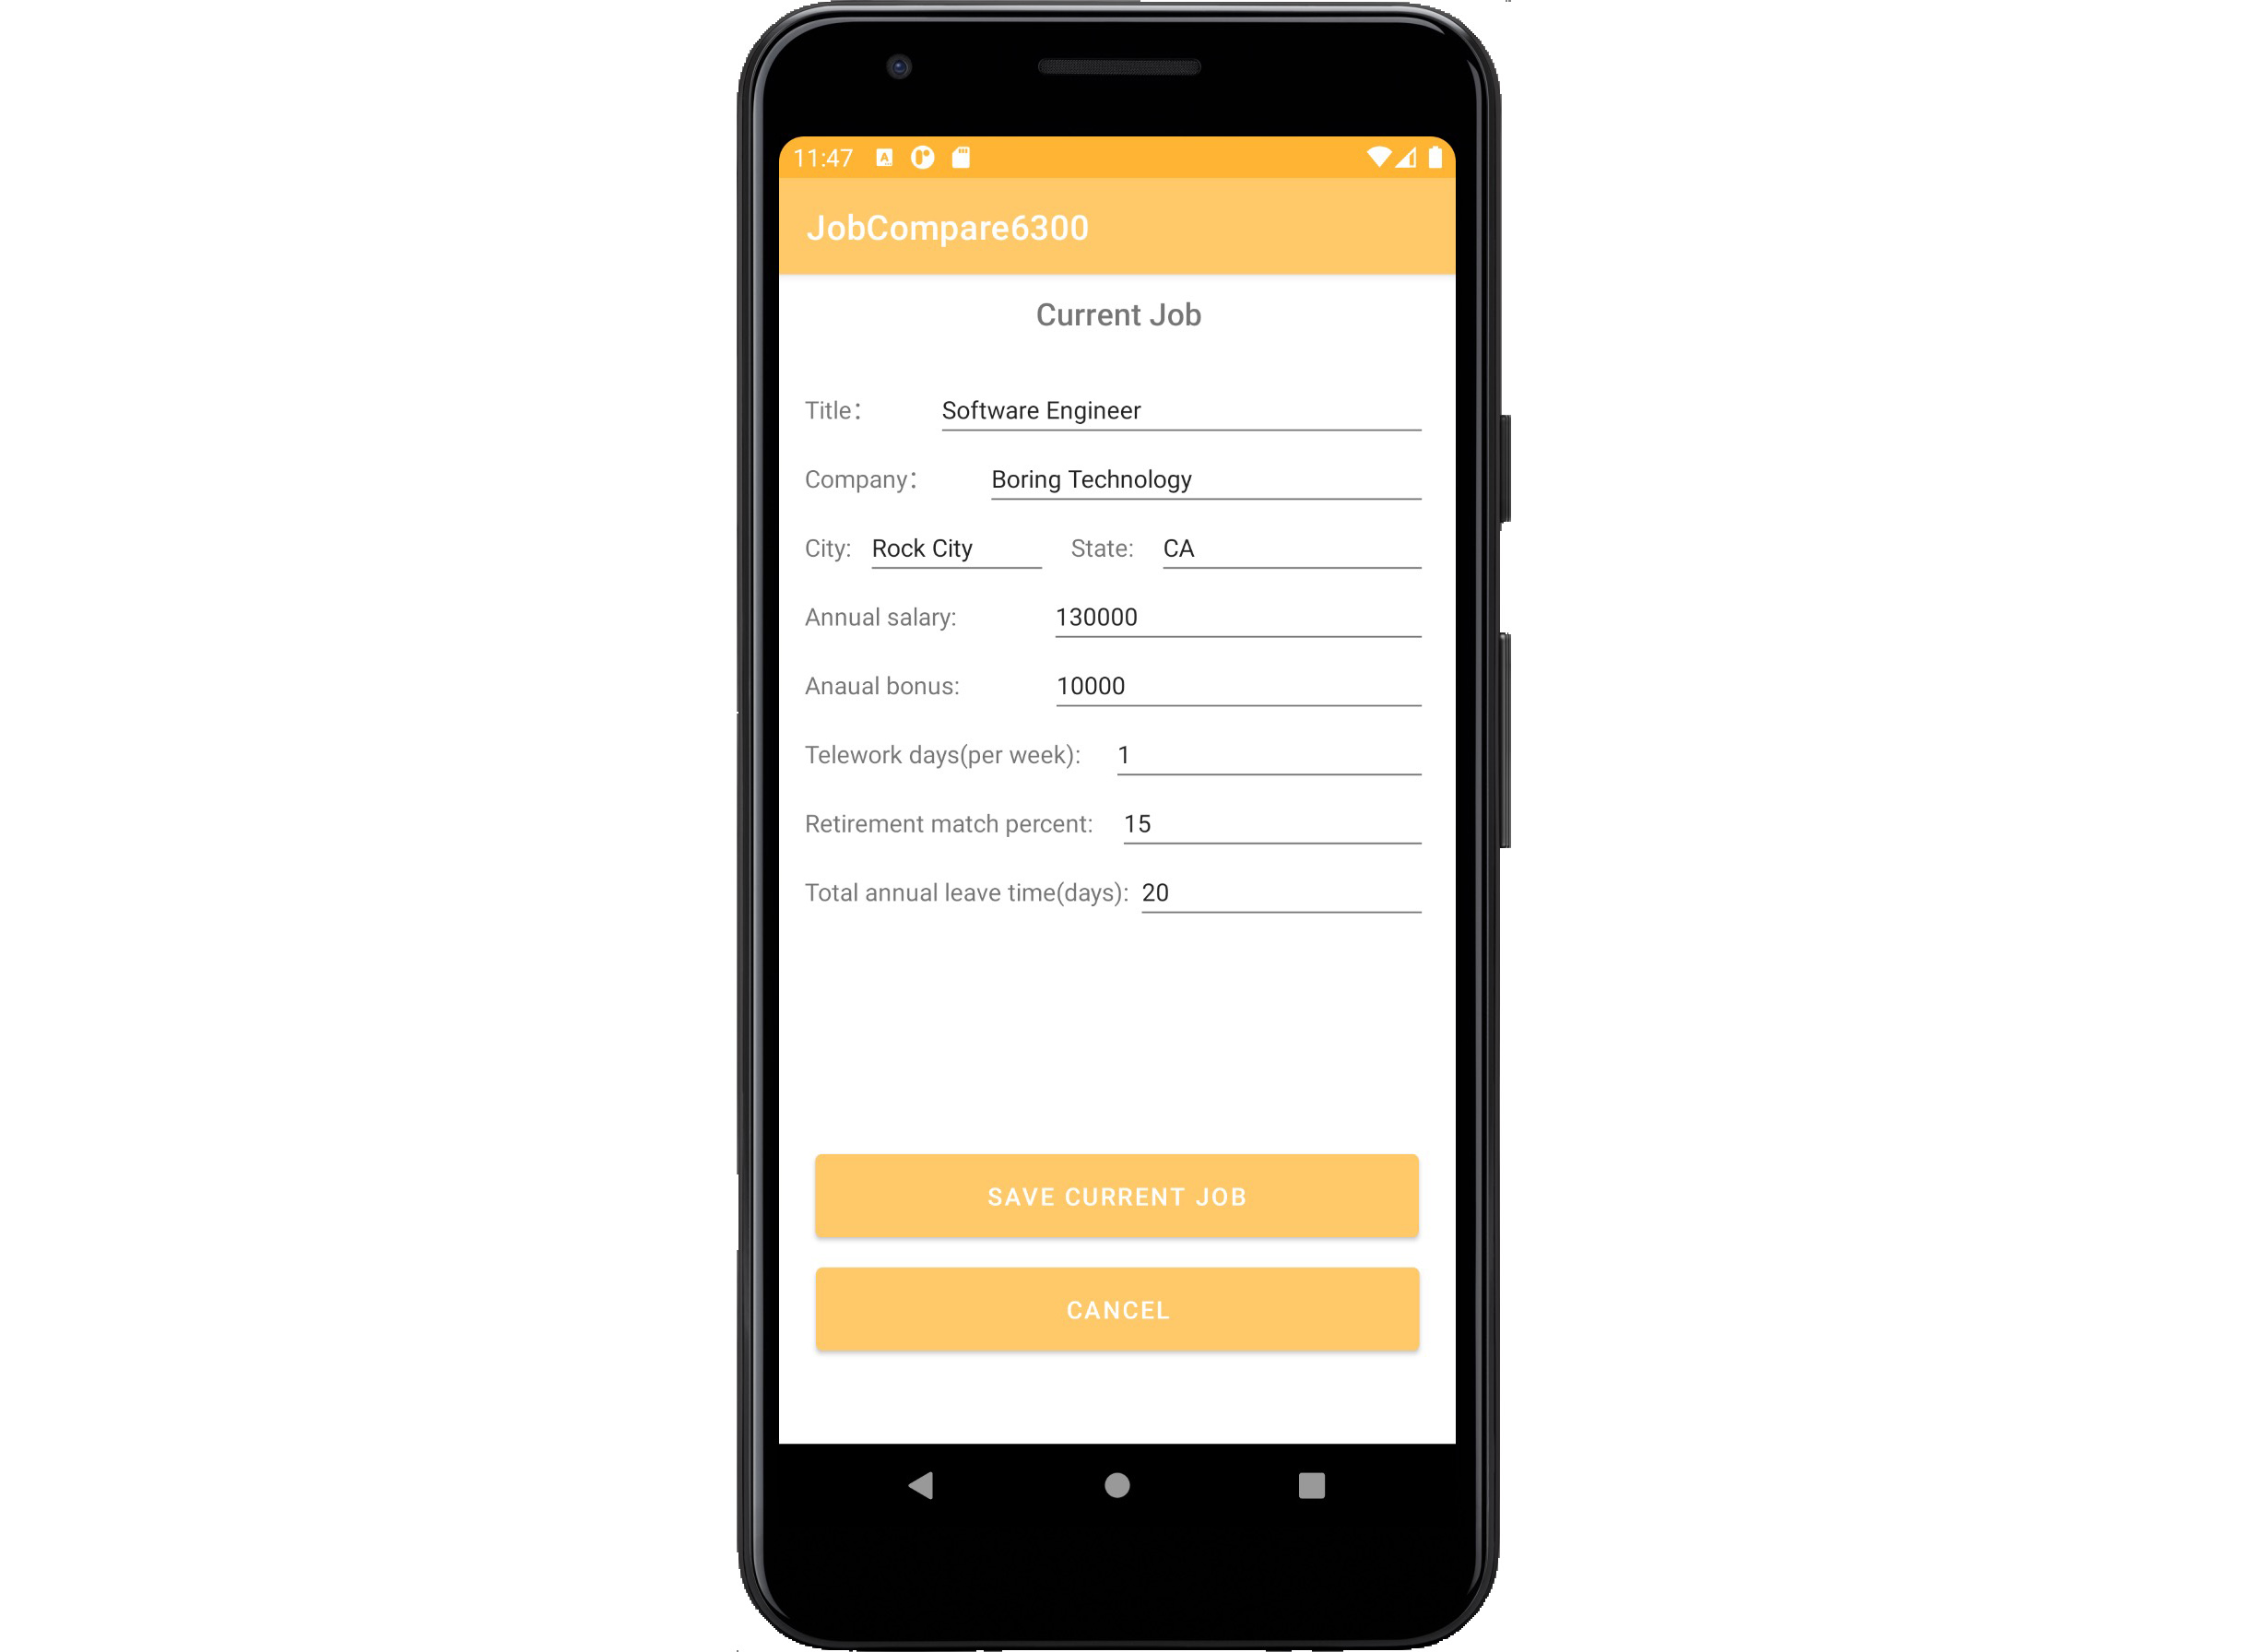 11:47
JobCompare6300
Current Job
Title： Software Engineer
Company： Boring Technology
City: Rock City State: CA
Annual salary: 130000
Anaual bonus: 10000
Telework days(per week): 1
Retirement match percent: 15
Total annual leave time(days): 20
SAVE CURRENT JOB
CANCEL